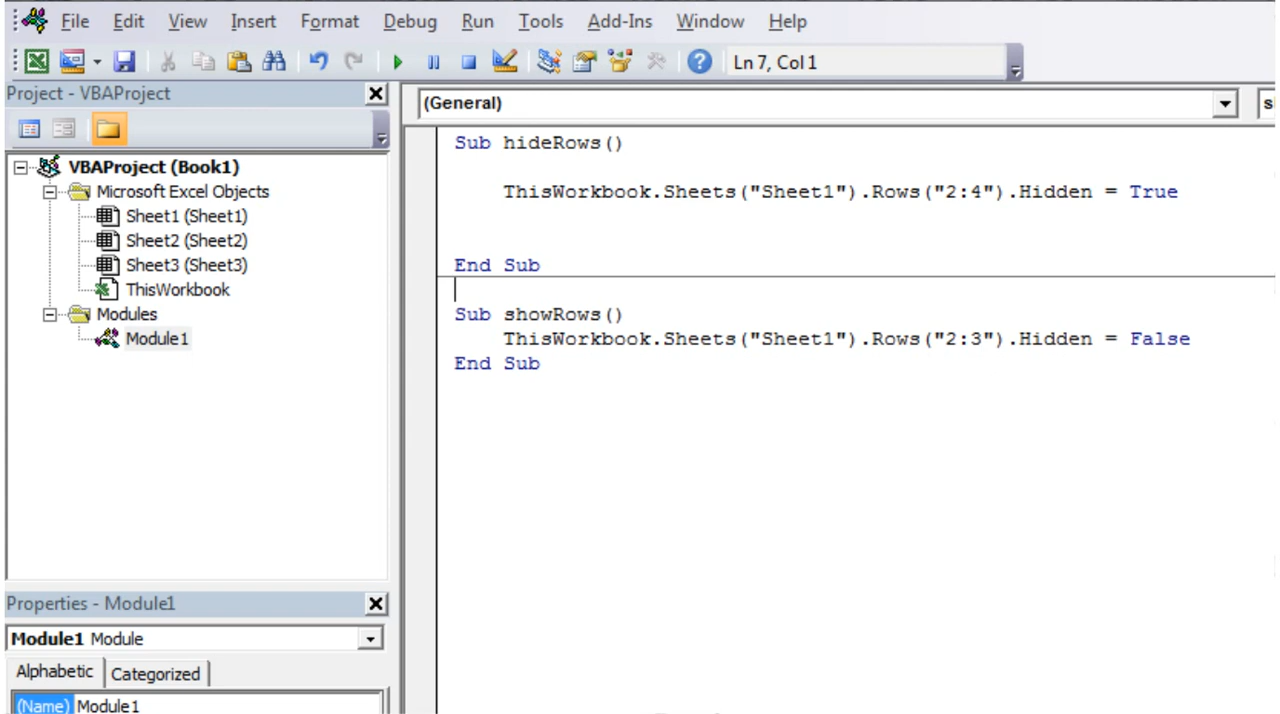 File Edit View Insert Format Debug Run Tools Add-Ins Window Help
Ln 7, Col 1
Project - VBAProject
(General)
VBAProject (Book1)
Microsoft Excel Objects
Sheet1 (Sheet1)
Sheet2 (Sheet2)
Sheet3 (Sheet3)
ThisWorkbook
Modules
Module1
Sub hideRows()
ThisWorkbook.Sheets("Sheet1").Rows("2:4").Hidden = True
End Sub
Sub showRows()
ThisWorkbook.Sheets("Sheet1").Rows("2:3").Hidden = False
End Sub
Properties - Module1
Module1 Module
Alphabetic Categorized
(Name) Module1